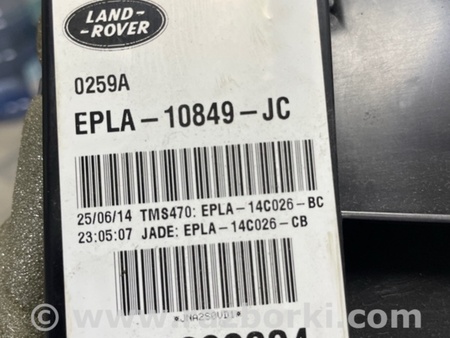 LAND-
-ROVER
0259A
EPLA-10849-JC
25/06/14 TMS470: EPLA-14C026-BC
23:05:07 JADE: EPLA-14C026-CB
www.razborki.com